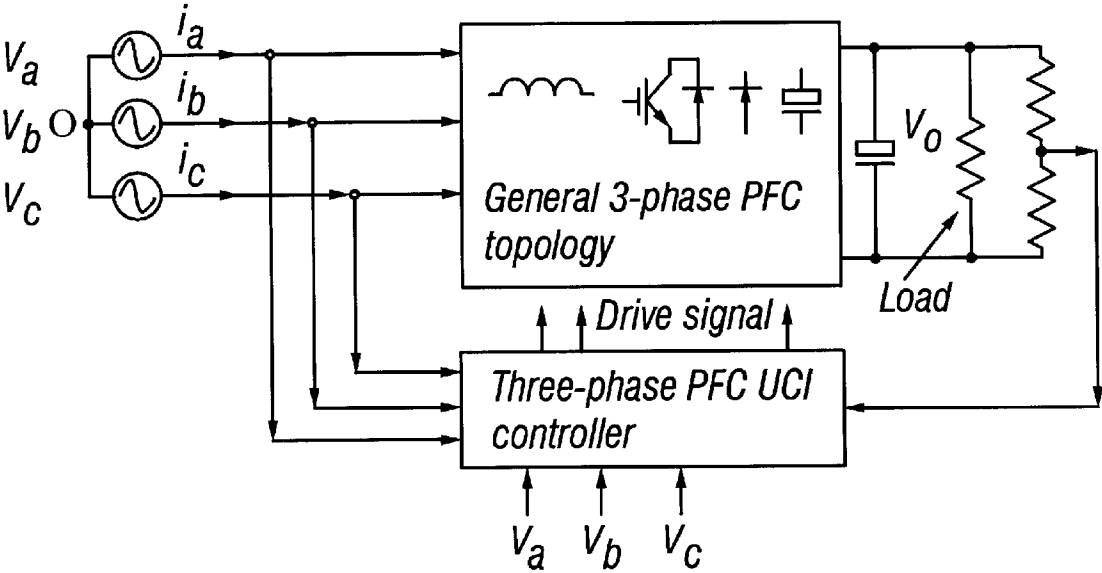 Va
ia
Vb O
ib
Vc
ic
General 3-phase PFC
topology
Vo
Load
Drive signal
Three-phase PFC UCI
controller
Va Vb Vc